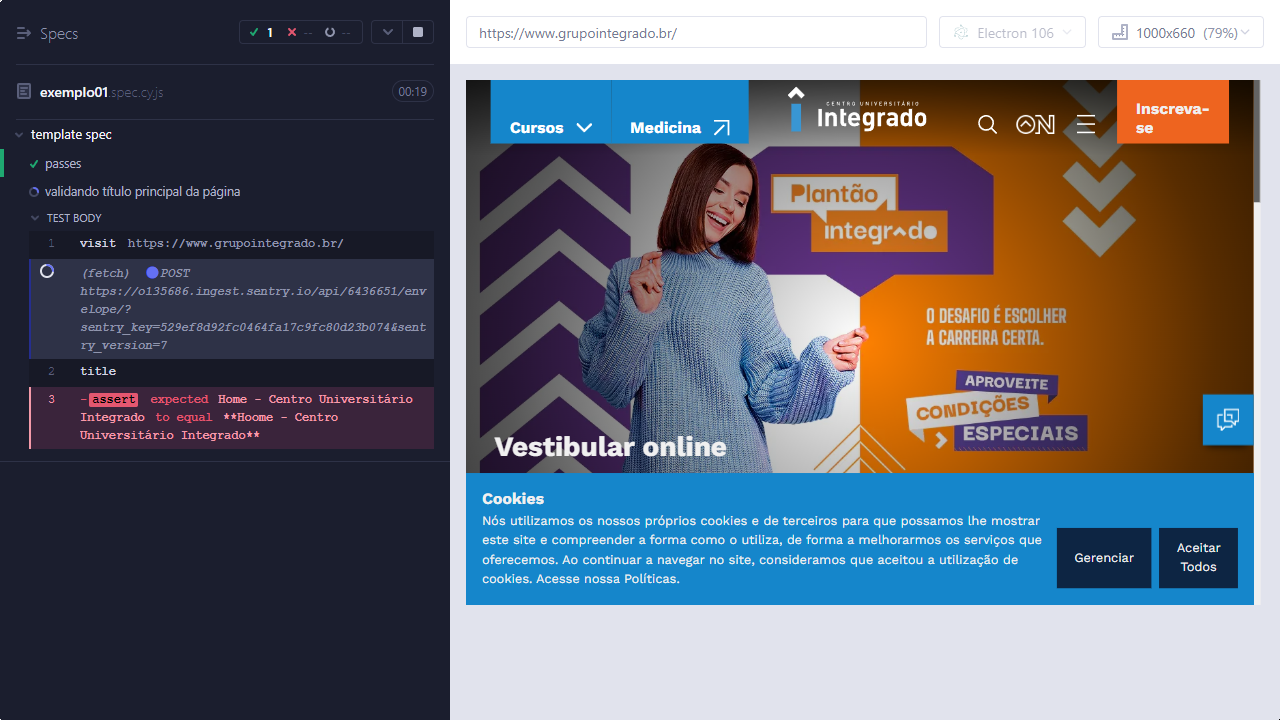 Specs
1
--
--
https://www.grupointegrado.br/
Electron 106
1000x660 (79%)
exemplo01.spec.cy.js
00:19
template spec
passes
validando título principal da página
TEST BODY
1 visit https://www.grupointegrado.br/
(fetch) POST
https://o135686.ingest.sentry.io/api/6436651/env
elope/?
sentry_key=529ef8d92fc0464fa17c9fc80d23b074&sent
ry_version=7
2 title
3 -assert expected Home - Centro Universitário
Integrado to equal **Hoome - Centro
Universitário Integrado**
Cursos
Medicina
CENTRO UNIVERSITÁRIO
Integrado
ON
Inscreva-
se
Plantão
integrado
O DESAFIO É ESCOLHER
A CARREIRA CERTA.
APROVEITE
CONDIÇÕES
ESPECIAIS
Vestibular online
Cookies
Nós utilizamos os nossos próprios cookies e de terceiros para que possamos lhe mostrar
este site e compreender a forma como o utiliza, de forma a melhorarmos os serviços que
oferecemos. Ao continuar a navegar no site, consideramos que aceitou a utilização de
cookies. Acesse nossa Políticas.
Gerenciar
Aceitar
Todos